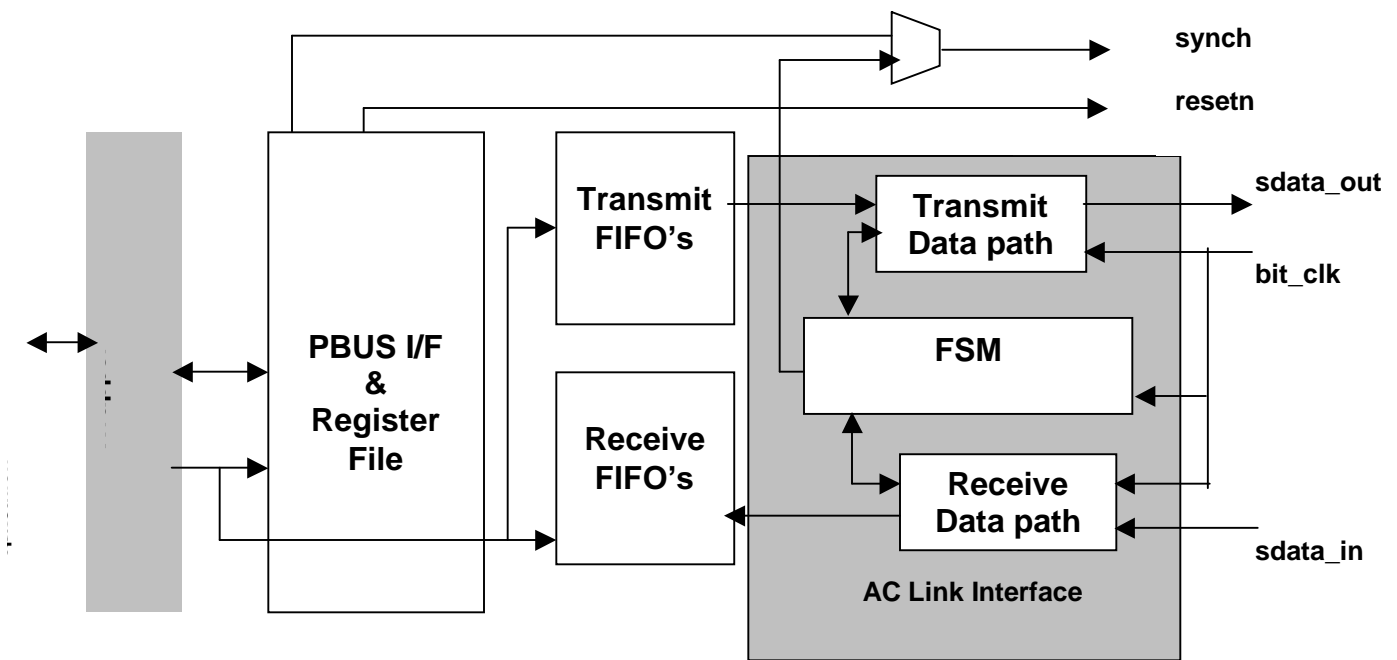 synch
resetn
Transmit
FIFO's
Transmit
Data path
sdata_out
bit_clk
PBUS I/F
&
Register
File
FSM
Receive
FIFO's
Receive
Data path
sdata_in
AC Link Interface